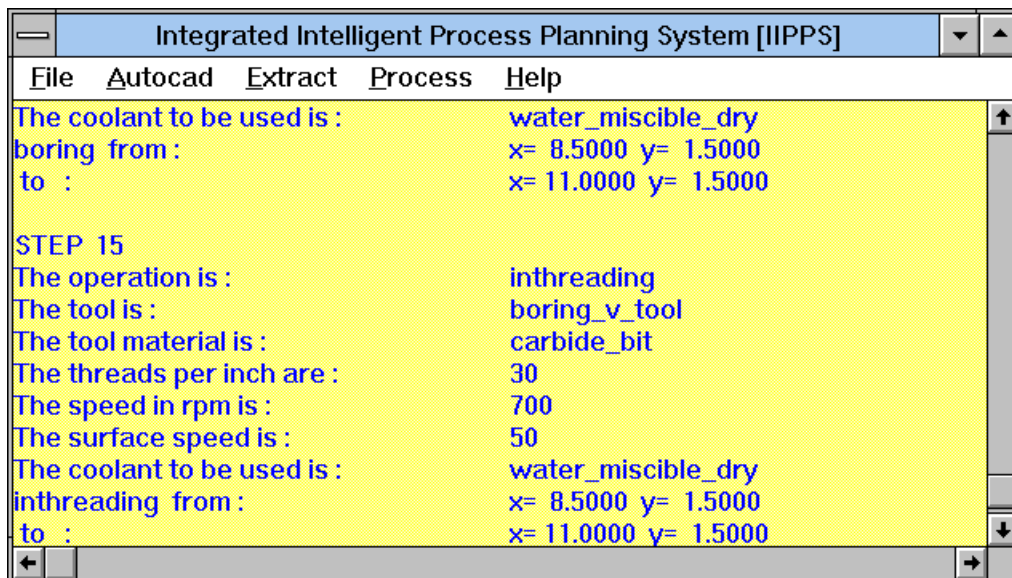 Integrated Intelligent Process Planning System [IIPPS]
File Autocad Extract Process Help
The coolant to be used is : water_miscible_dry
boring from : x= 8.5000 y= 1.5000
to : x= 11.0000 y= 1.5000
STEP 15
The operation is : inthreading
The tool is : boring_v_tool
The tool material is : carbide_bit
The threads per inch are : 30
The speed in rpm is : 700
The surface speed is : 50
The coolant to be used is : water_miscible_dry
inthreading from : x= 8.5000 y= 1.5000
to : x= 11.0000 y= 1.5000